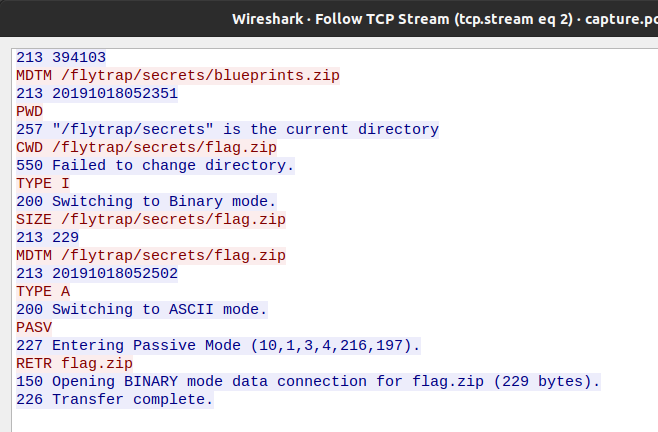 Wireshark · Follow TCP Stream (tcp.stream eq 2) · capture.pc
213 394103
MDTM /flytrap/secrets/blueprints.zip
213 20191018052351
PWD
257 "/flytrap/secrets" is the current directory
CWD /flytrap/secrets/flag.zip
550 Failed to change directory.
TYPE I
200 Switching to Binary mode.
SIZE /flytrap/secrets/flag.zip
213 229
MDTM /flytrap/secrets/flag.zip
213 20191018052502
TYPE A
200 Switching to ASCII mode.
PASV
227 Entering Passive Mode (10,1,3,4,216,197).
RETR flag.zip
150 Opening BINARY mode data connection for flag.zip (229 bytes).
226 Transfer complete.